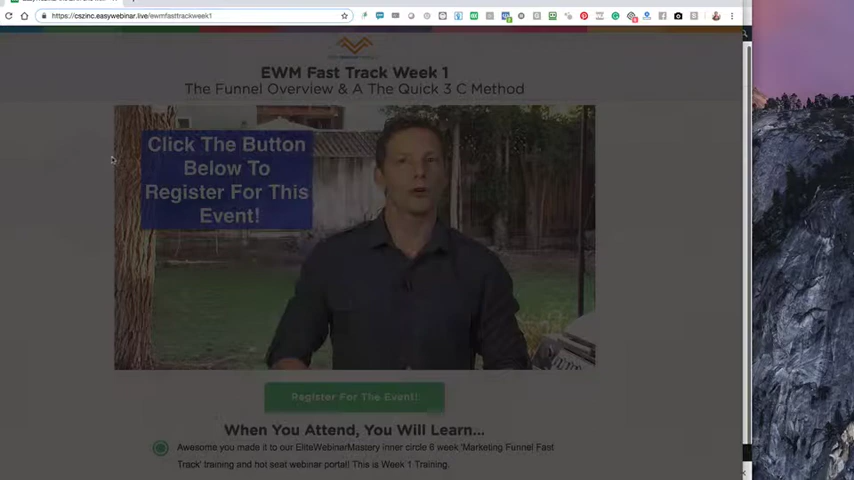 https://cszinc.easywebinar.live/ewmfasttrackweek1
EWM Fast Track Week 1
The Funnel Overview & A The Quick 3 C Method
Click The Button
Below To
Register For This
Event!
Register For The Event!
When You Attend, You Will Learn...
Awesome you made it to our EliteWebinarMastery inner circle 6 week 'Marketing Funnel Fast
Track' training and hot seat webinar portal! This is Week 1 Training.